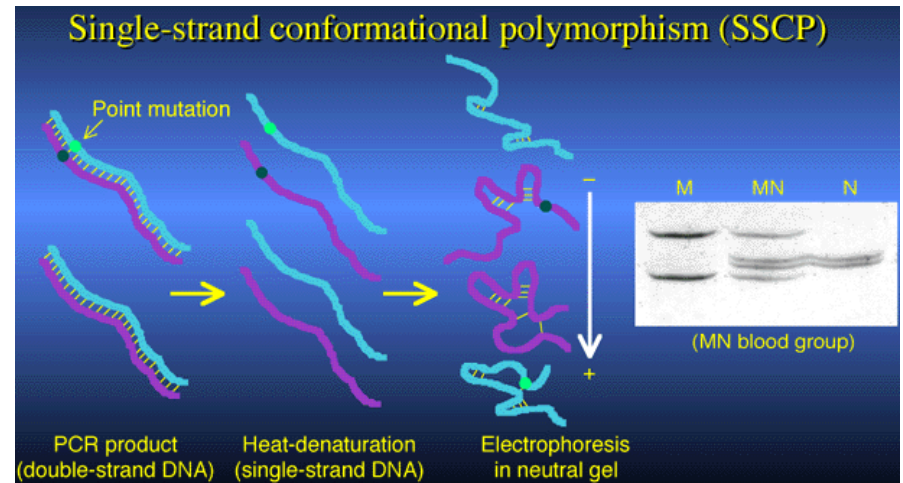 Single-strand conformational polymorphism (SSCP)
Point mutation
−
M MN N
(MN blood group)
+
PCR product
(double-strand DNA)
Heat-denaturation
(single-strand DNA)
Electrophoresis
in neutral gel